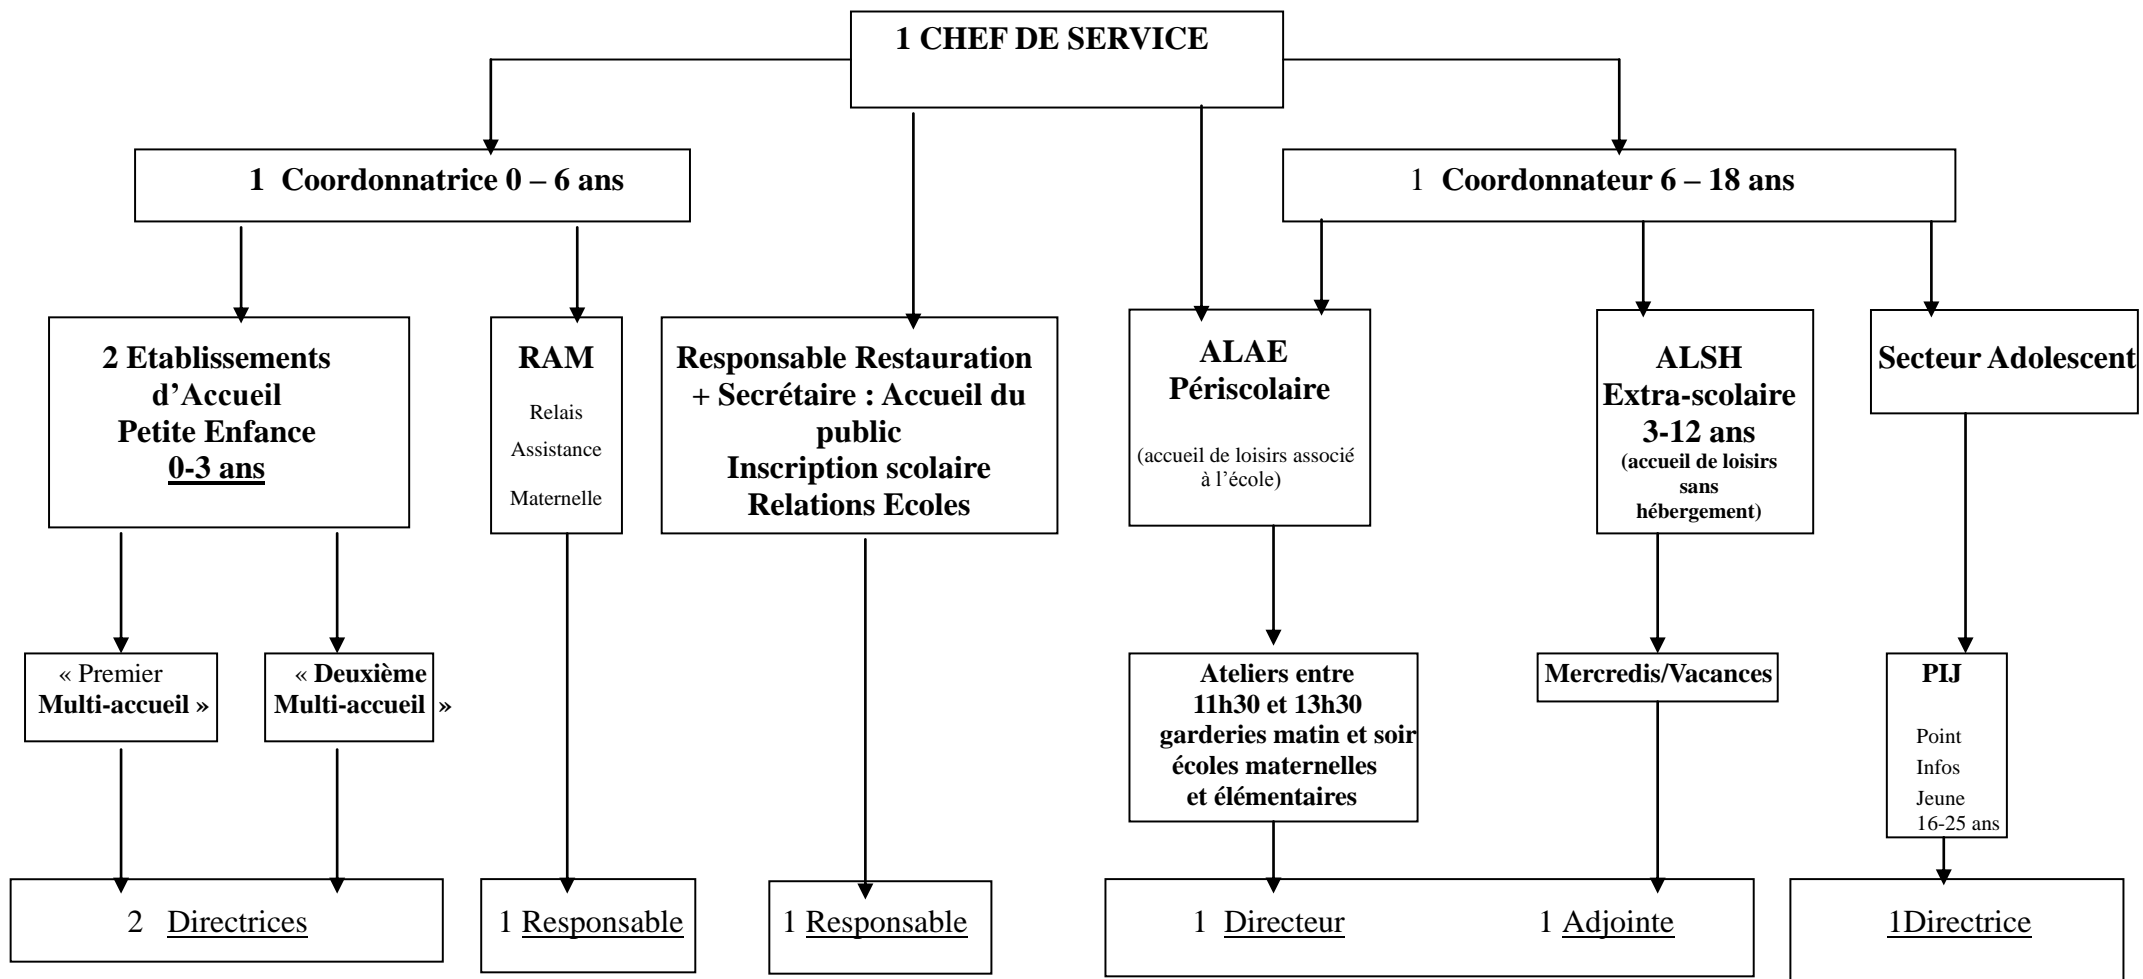 1 CHEF DE SERVICE
1 Coordonnatrice 0 – 6 ans
1 Coordonnateur 6 – 18 ans
2 Etablissements
d’Accueil
Petite Enfance
0-3 ans
RAM
Relais
Assistance
Maternelle
Responsable Restauration
+ Secrétaire : Accueil du
public
Inscription scolaire
Relations Ecoles
ALAE
Périscolaire
(accueil de loisirs associé
à l’école)
ALSH
Extra-scolaire
3-12 ans
(accueil de loisirs
sans
hébergement)
Secteur Adolescent
« Premier
Multi-accueil »
« Deuxième
Multi-accueil »
Ateliers entre
11h30 et 13h30
garderies matin et soir
écoles maternelles
et élémentaires
Mercredis/Vacances
PIJ
Point
Infos
Jeune
16-25 ans
2 Directrices
1 Responsable
1 Responsable
1 Directeur
1 Adjointe
1Directrice